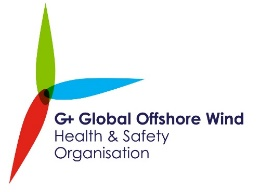 G+ Global Offshore Wind
Health & Safety
Organisation